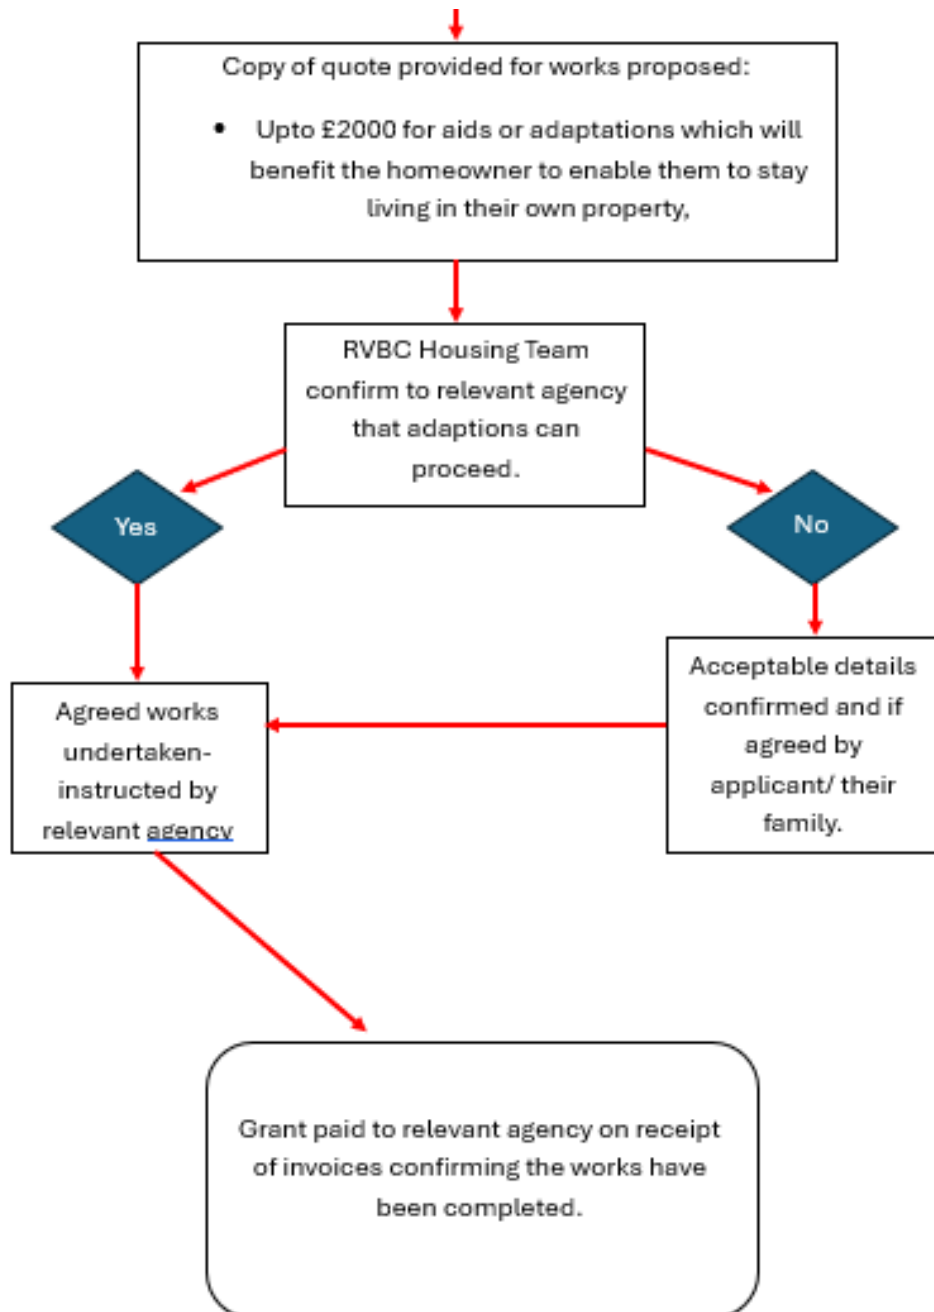 Copy of quote provided for works proposed:
• Upto £2000 for aids or adaptations which will
benefit the homeowner to enable them to stay
living in their own property,
RVBC Housing Team
confirm to relevant agency
that adaptions can
proceed.
Yes
No
Agreed works
undertaken-
instructed by
relevant agency
Acceptable details
confirmed and if
agreed by
applicant/ their
family.
Grant paid to relevant agency on receipt
of invoices confirming the works have
been completed.